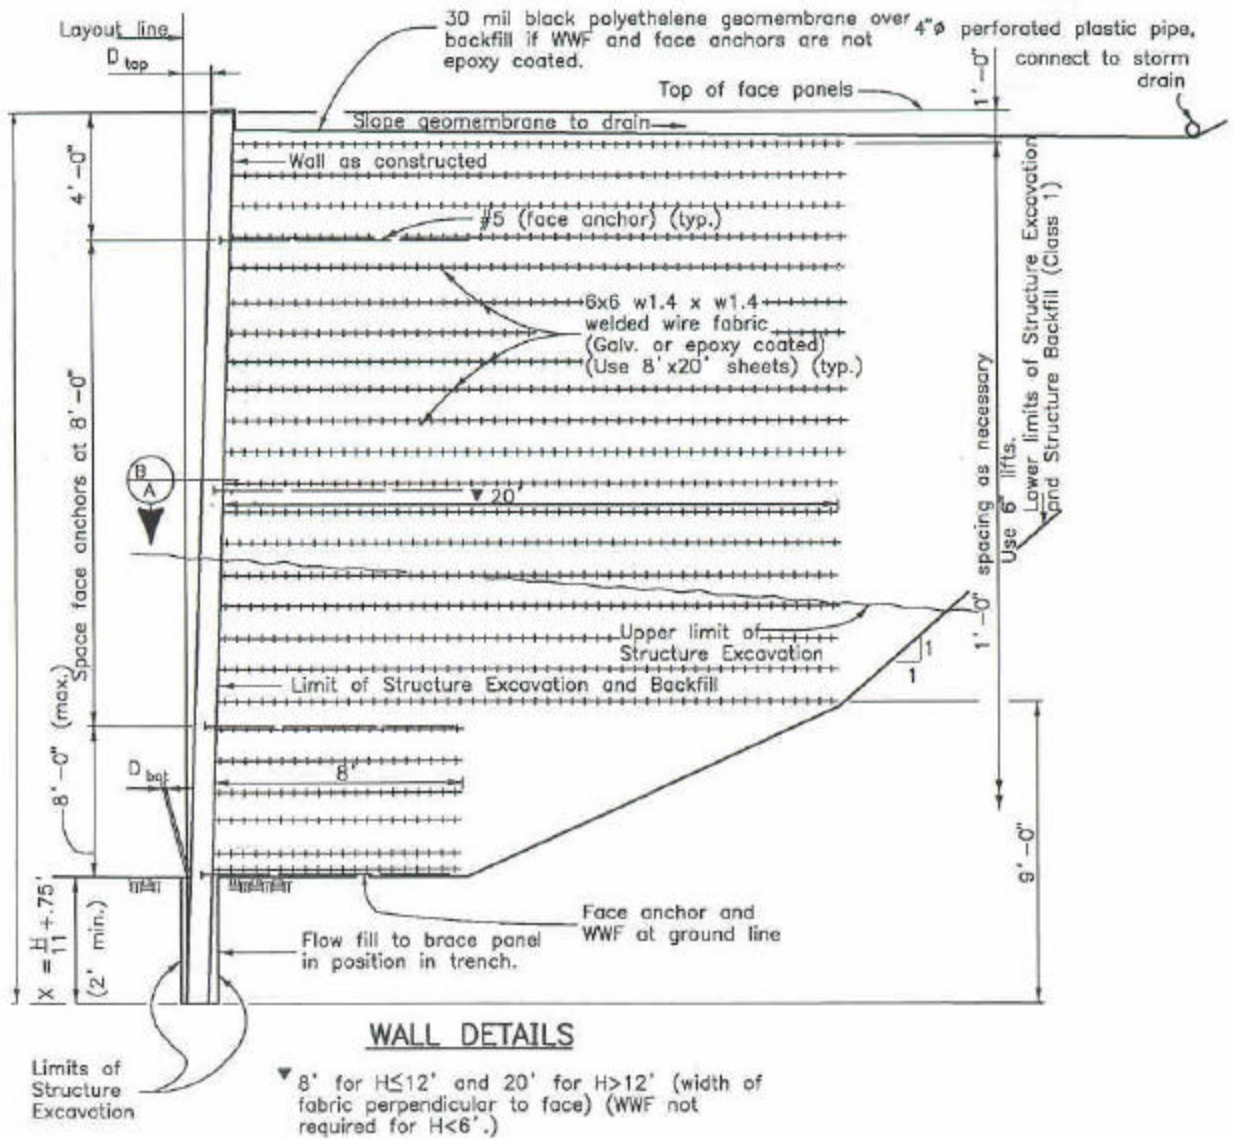 Layout line
D top
30 mil black polyethelene geomembrane over
backfill if WWF and face anchors are not
epoxy coated.
4"ø perforated plastic pipe,
connect to storm
drain
1'-0"
Top of face panels
Slope geomembrane to drain
Wall as constructed
4'-0"
#5 (face anchor) (typ.)
6x6 w1.4 x w1.4
welded wire fabric
(Galv. or epoxy coated)
(Use 8'x20' sheets) (typ.)
Space face anchors at 8'-0"
B
A
▼ 20'
1'-0" spacing as necessary
Use 6" lifts.
Lower limits of Structure Excavation
and Structure Backfill (Class 1)
Upper limit of
Structure Excavation
1
1
Limit of Structure Excavation and Backfill
8'-0" (max.)
D bot
8'
9'-0"
X = H/11 +.75'
(2' min.)
Face anchor and
WWF at ground line
Flow fill to brace panel
in position in trench.
WALL DETAILS
Limits of
Structure
Excavation
▼ 8' for H≤12' and 20' for H>12' (width of
fabric perpendicular to face) (WWF not
required for H<6'.)